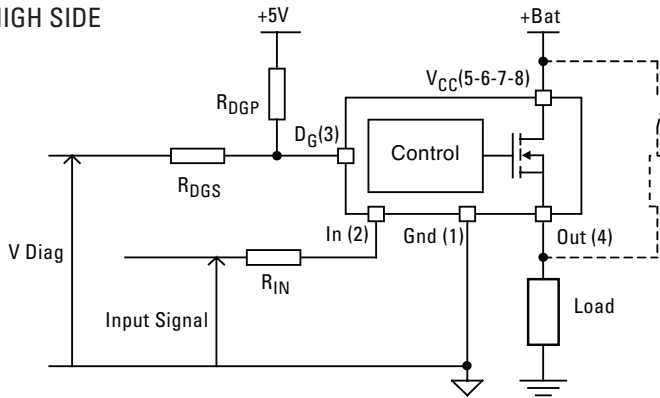 HIGH SIDE
+5V
+Bat
VCC(5-6-7-8)
RDGP
DG(3)
Control
RDGS
In (2)
Gnd (1)
Out (4)
V Diag
RIN
Load
Input Signal